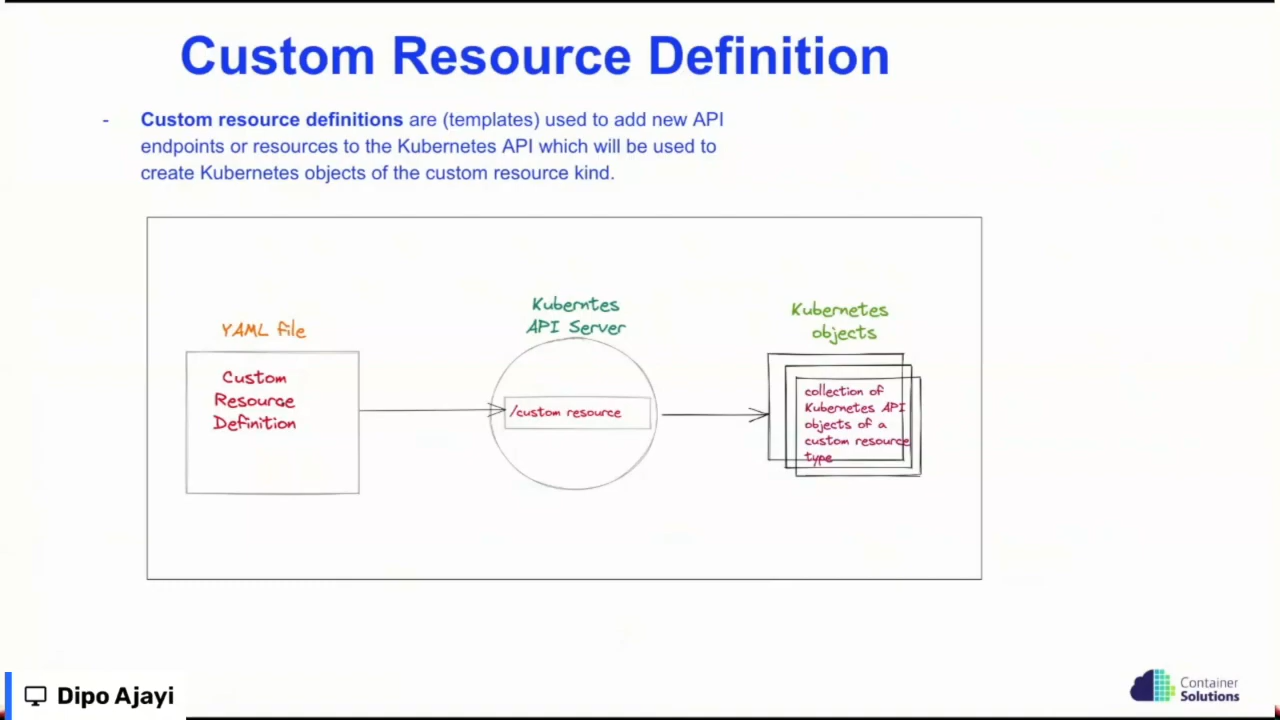 Custom Resource Definition
- Custom resource definitions are (templates) used to add new API
endpoints or resources to the Kubernetes API which will be used to
create Kubernetes objects of the custom resource kind.
YAML file
Custom
Resource
Definition
Kuberntes
API Server
/custom resource
Kubernetes
objects
collection of
Kubernetes API
objects of a
custom resource
type
Dipo Ajayi
Container
Solutions